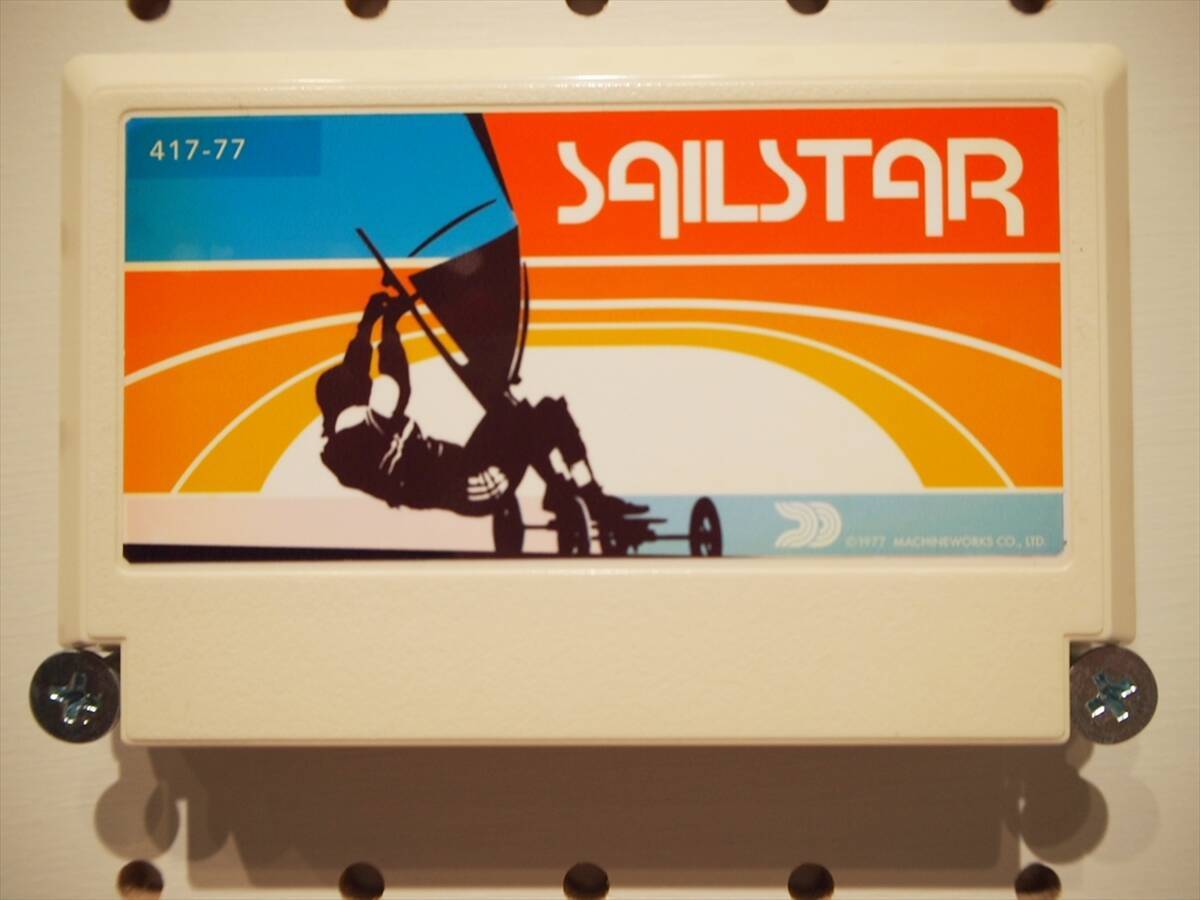 417-77
SAILSTAR
©1977 MACHINEWORKS CO., LTD.